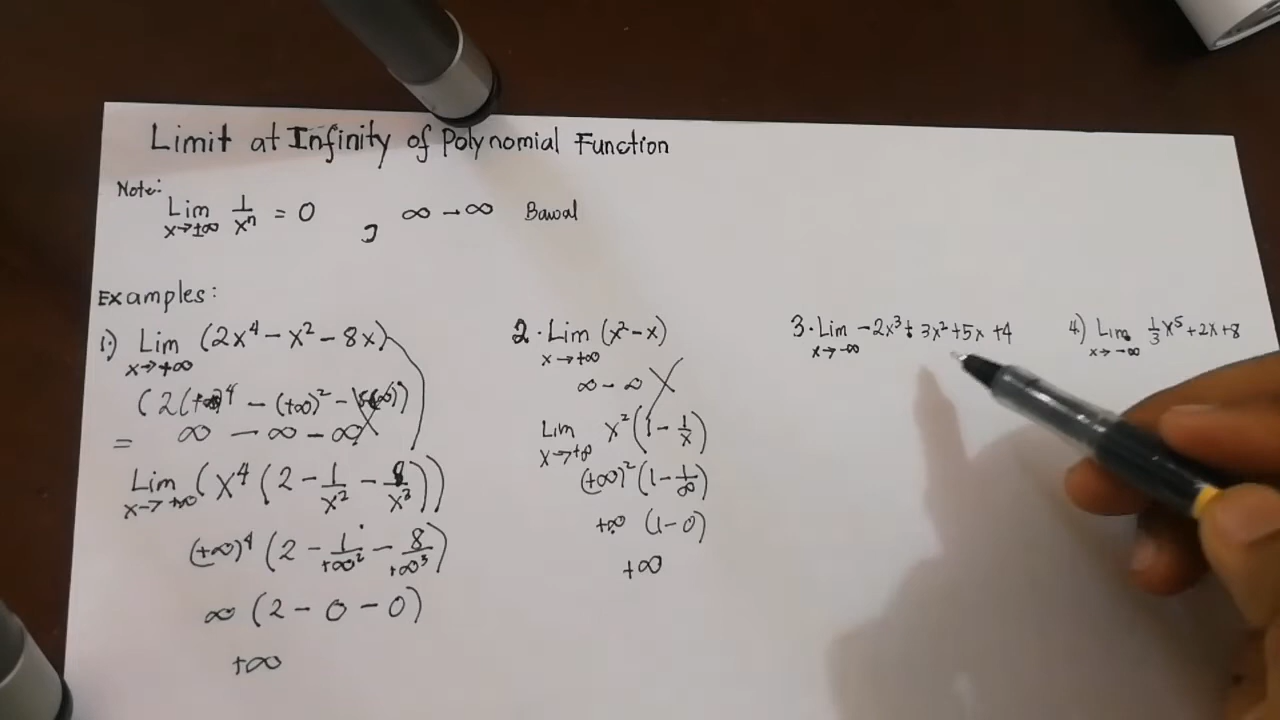 Limit at Infinity of Polynomial Function
Note:
Lim 1/xⁿ = 0 , ∞ - ∞ Bawal
x→±∞
Examples:
1.) Lim (2x⁴ - x² - 8x)
x→+∞
(2(+∞)⁴ - (+∞)² - 8(∞))
= ∞ - ∞ - ∞
Lim (x⁴ (2 - 1/x² - 8/x³))
x→+∞
(+∞)⁴ (2 - 1/+∞² - 8/+∞³)
∞ (2 - 0 - 0)
+∞
2. Lim (x² - x)
x→+∞
∞ - ∞ X
Lim x² (1 - 1/x)
x→+∞
(+∞)² (1 - 1/∞)
+∞ (1 - 0)
+∞
3. Lim -2x³ + 3x² + 5x + 4
x→-∞
4.) Lim 1/3 x⁵ + 2x + 8
x→-∞